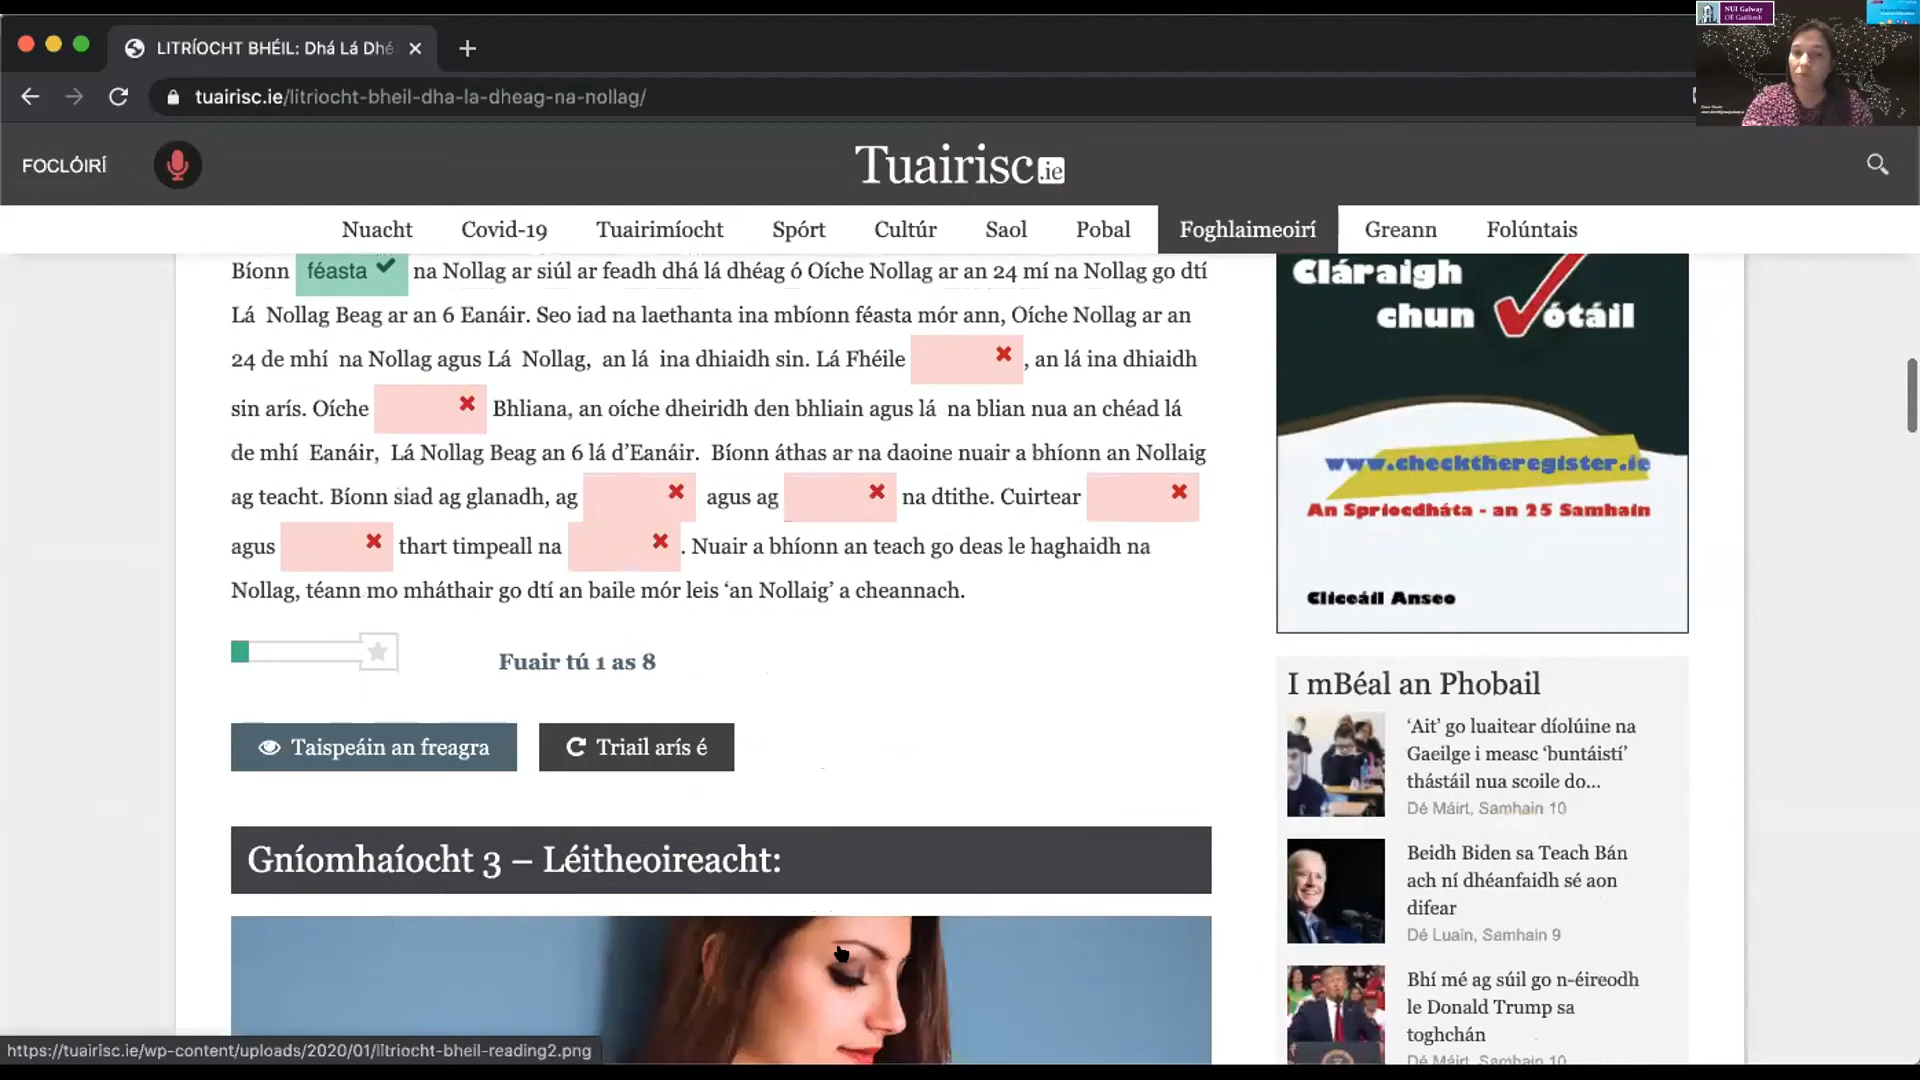 LITRÍOCHT BHÉIL: Dhá Lá Dhé
tuairisc.ie/litriocht-bheil-dha-la-dheag-na-nollag/
NUI Galway
OÉ Gaillimh
FOCLÓIRÍ
Tuairisc.ie
Nuacht Covid-19 Tuairimíocht Spórt Cultúr Saol Pobal Foghlaimeoirí Greann Folúntais
Bíonn féasta na Nollag ar siúl ar feadh dhá lá dhéag ó Oíche Nollag ar an 24 mí na Nollag go dtí
Lá Nollag Beag ar an 6 Eanáir. Seo iad na laethanta ina mbíonn féasta mór ann, Oíche Nollag ar an
24 de mhí na Nollag agus Lá Nollag, an lá ina dhiaidh sin. Lá Fhéile , an lá ina dhiaidh
sin arís. Oíche Bhliana, an oíche dheiridh den bhliain agus lá na blian nua an chéad lá
de mhí Eanáir, Lá Nollag Beag an 6 lá d’Eanáir. Bíonn áthas ar na daoine nuair a bhíonn an Nollaig
ag teacht. Bíonn siad ag glanadh, ag agus ag na dtithe. Cuirtear
agus thart timpeall na . Nuair a bhíonn an teach go deas le haghaidh na
Nollag, téann mo mháthair go dtí an baile mór leis ‘an Nollaig’ a cheannach.
Fuair tú 1 as 8
Taispeáin an freagra Triail arís é
Gníomhaíocht 3 – Léitheoireacht:
Cláraigh
chun vótáil
www.checktheregister.ie
An Spriocdháta - an 25 Samhain
Cliceáil Anseo
I mBéal an Phobail
‘Ait’ go luaitear díolúine na
Gaeilge i measc ‘buntáistí’
thástáil nua scoile do...
Dé Máirt, Samhain 10
Beidh Biden sa Teach Bán
ach ní dhéanfaidh sé aon
difear
Dé Luain, Samhain 9
Bhí mé ag súil go n-éireodh
le Donald Trump sa
toghchán
Dé Máirt, Samhain 10
https://tuairisc.ie/wp-content/uploads/2020/01/litriocht-bheil-reading2.png